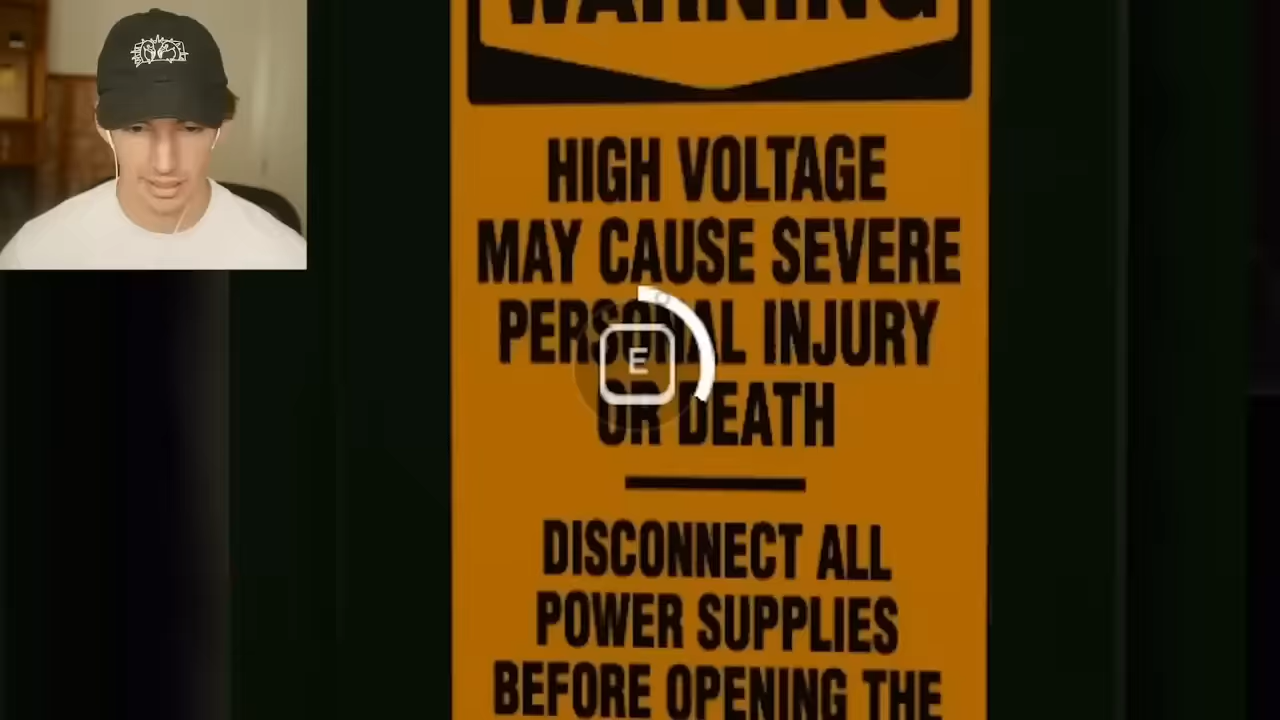 WARNING
HIGH VOLTAGE
MAY CAUSE SEVERE
PERSONAL INJURY
E
OR DEATH
DISCONNECT ALL
POWER SUPPLIES
BEFORE OPENING THE